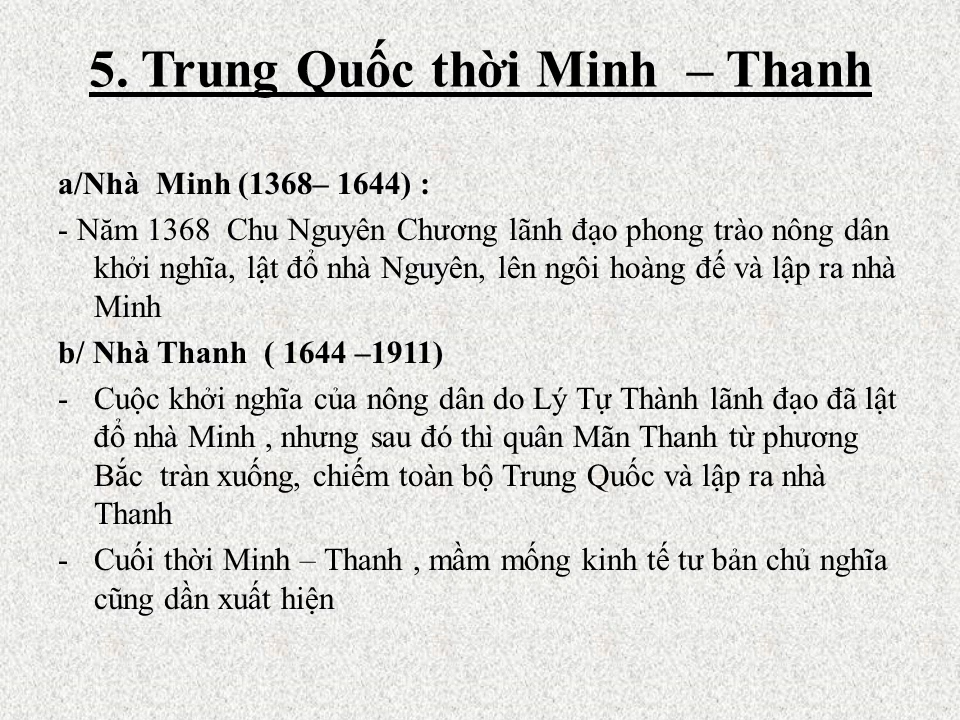 5. Trung Quốc thời Minh – Thanh
a/Nhà Minh (1368– 1644) :
- Năm 1368 Chu Nguyên Chương lãnh đạo phong trào nông dân
khởi nghĩa, lật đổ nhà Nguyên, lên ngôi hoàng đế và lập ra nhà
Minh
b/ Nhà Thanh ( 1644 –1911)
- Cuộc khởi nghĩa của nông dân do Lý Tự Thành lãnh đạo đã lật
đổ nhà Minh , nhưng sau đó thì quân Mãn Thanh từ phương
Bắc tràn xuống, chiếm toàn bộ Trung Quốc và lập ra nhà
Thanh
- Cuối thời Minh – Thanh , mầm mống kinh tế tư bản chủ nghĩa
cũng dần xuất hiện